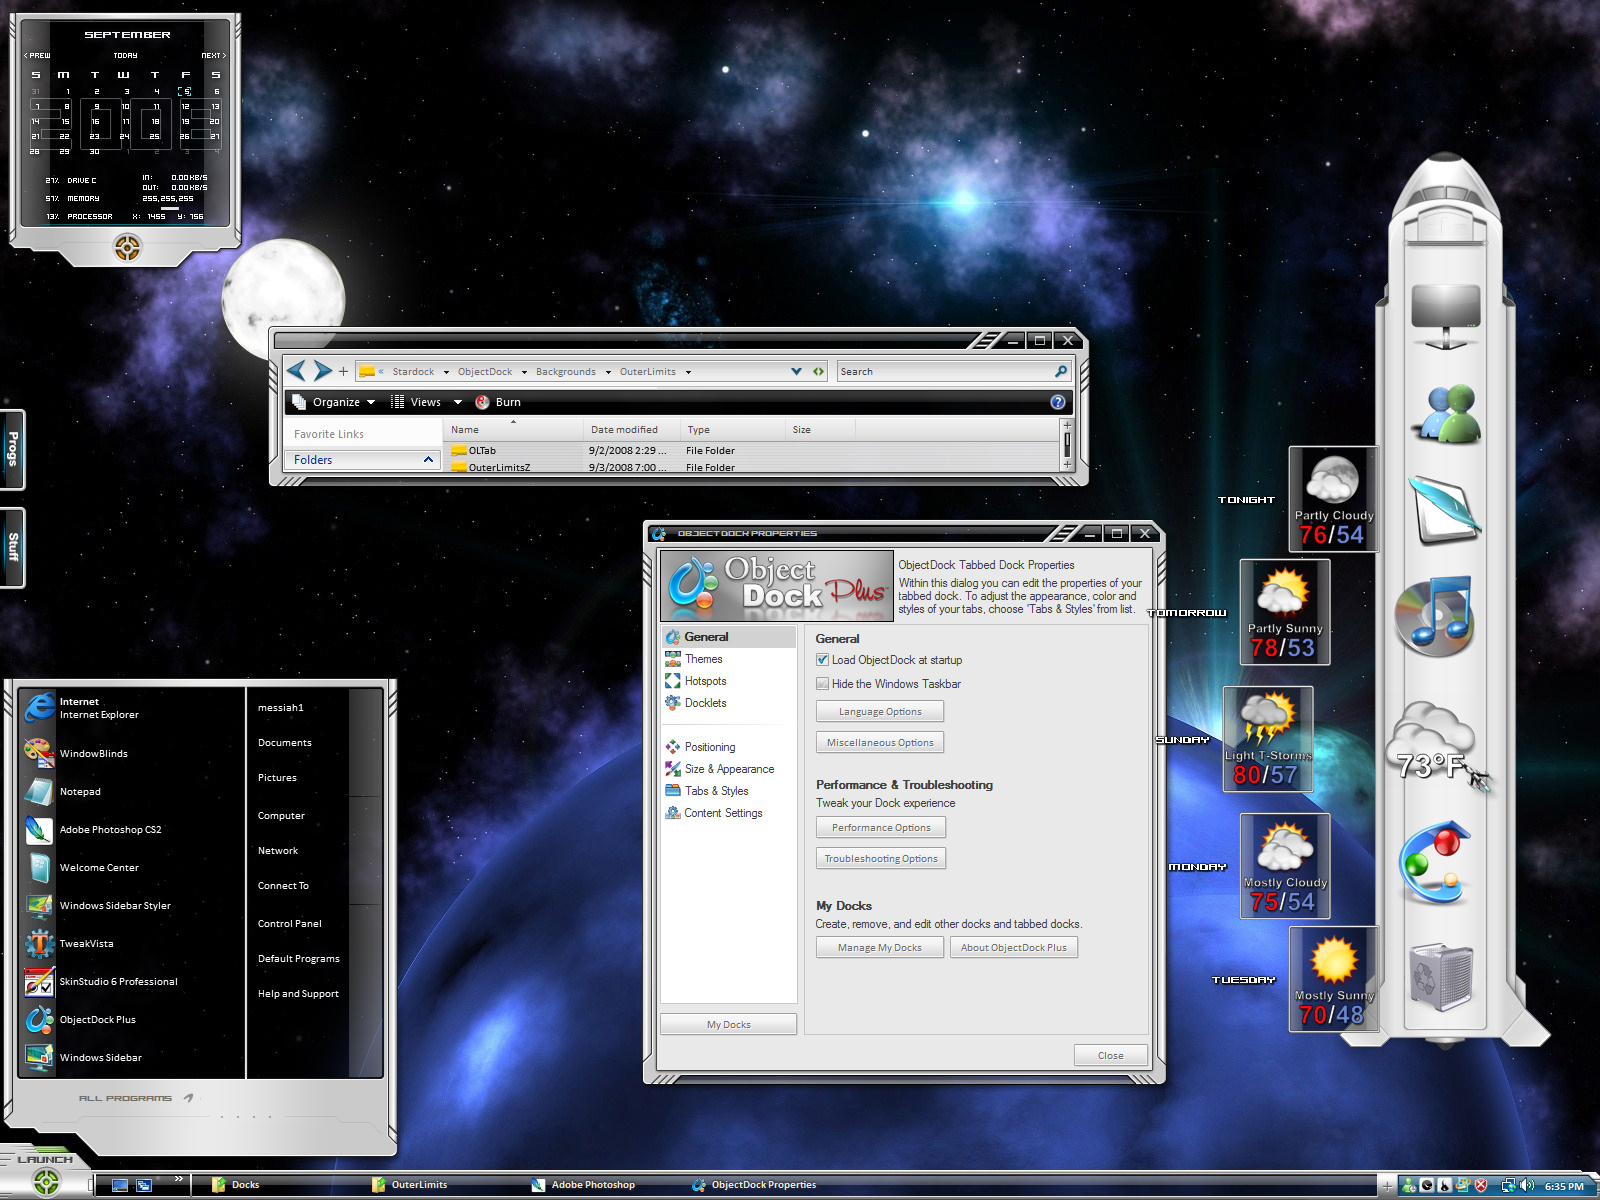 SEPTEMBER
< PREV TODAY NEXT >
S M T W T F S
31 1 2 3 4 5 6
7 8 9 10 11 12 13
14 15 16 17 18 19 20
21 22 23 24 25 26 27
28 29 30 1 2 3 4
2008
27% DRIVE C
IN: 0.00 KB/S
OUT: 0.00 KB/S
57% MEMORY
255,255,255
13% PROCESSOR X: 1455 Y: 756
Progs
Stuff
« Stardock ObjectDock Backgrounds OuterLimits
Search
Organize Views Burn
Favorite Links
Folders
Name Date modified Type Size
OLTab 9/2/2008 2:29 ... File Folder
OuterLimitsZ 9/3/2008 7:00 ... File Folder
OBJECTDOCK PROPERTIES
Object Dock Plus
ObjectDock Tabbed Dock Properties
Within this dialog you can edit the properties of your
tabbed dock. To adjust the appearance, color and
styles of your tabs, choose 'Tabs & Styles' from list.
General
Themes
Hotspots
Docklets
Positioning
Size & Appearance
Tabs & Styles
Content Settings
My Docks
General
Load ObjectDock at startup
Hide the Windows Taskbar
Language Options
Miscellaneous Options
Performance & Troubleshooting
Tweak your Dock experience
Performance Options
Troubleshooting Options
My Docks
Create, remove, and edit other docks and tabbed docks.
Manage My Docks About ObjectDock Plus
Close
TONIGHT
Partly Cloudy
76/54
TOMORROW
Partly Sunny
78/53
SUNDAY
Light T-Storms
80/57
MONDAY
Mostly Cloudy
75/54
TUESDAY
Mostly Sunny
70/48
73°F
Internet
Internet Explorer
WindowBlinds
Notepad
Adobe Photoshop CS2
Welcome Center
Windows Sidebar Styler
TweakVista
SkinStudio 6 Professional
ObjectDock Plus
Windows Sidebar
ALL PROGRAMS
messiah1
Documents
Pictures
Computer
Network
Connect To
Control Panel
Default Programs
Help and Support
LAUNCH
Docks OuterLimits Adobe Photoshop ObjectDock Properties
6:35 PM